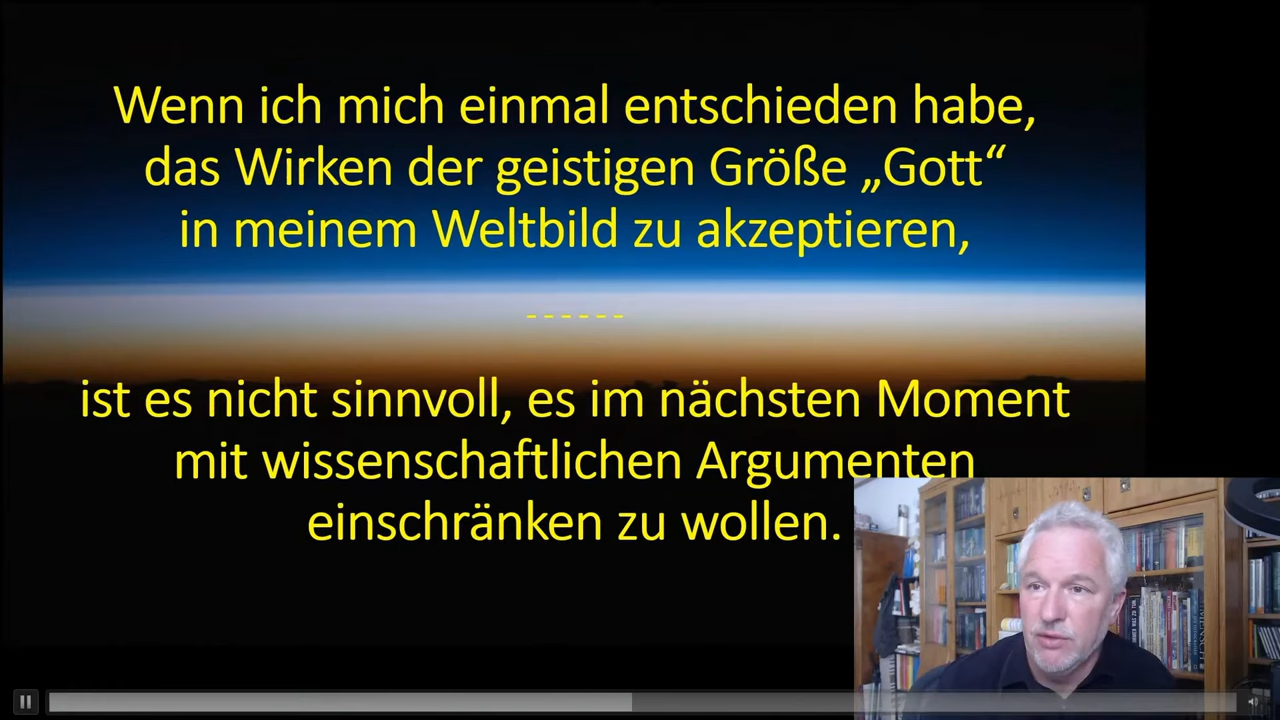 Wenn ich mich einmal entschieden habe,
das Wirken der geistigen Größe „Gott“
in meinem Weltbild zu akzeptieren,
------
ist es nicht sinnvoll, es im nächsten Moment
mit wissenschaftlichen Argumenten
einschränken zu wollen.